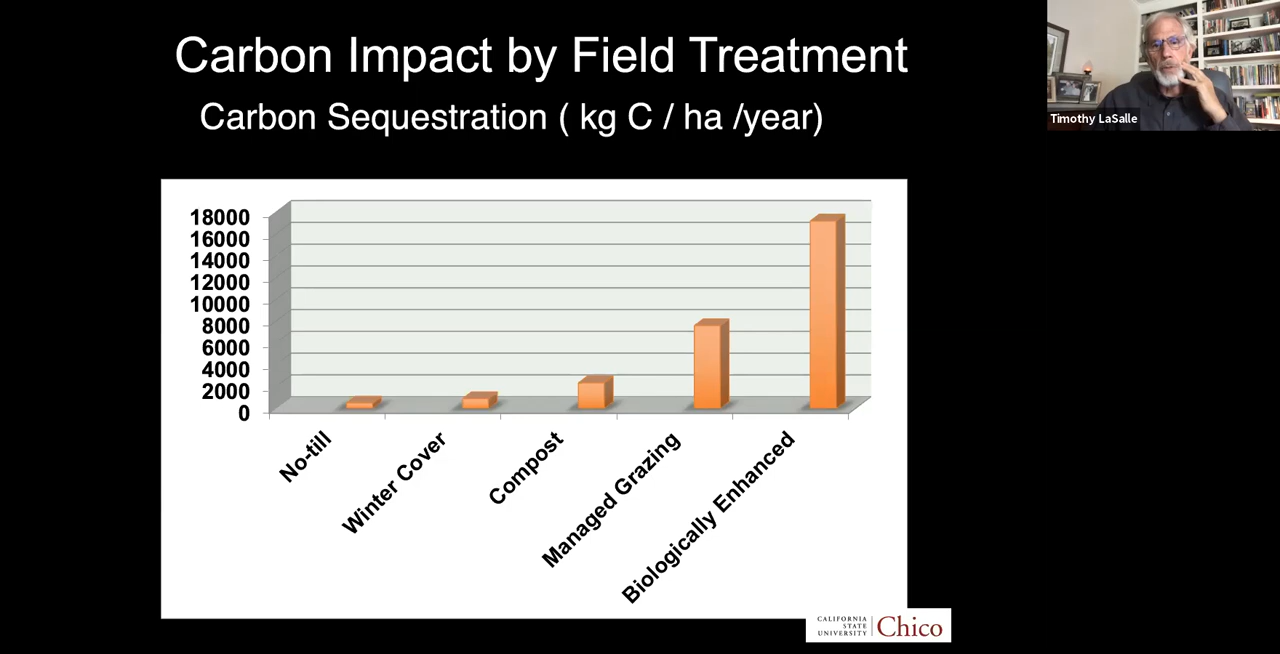 Carbon Impact by Field Treatment
Carbon Sequestration ( kg C / ha /year)
Timothy LaSalle
18000
16000
14000
12000
10000
8000
6000
4000
2000
0
No-till
Winter Cover
Compost
Managed Grazing
Biologically Enhanced
CALIFORNIA
STATE
UNIVERSITY
Chico